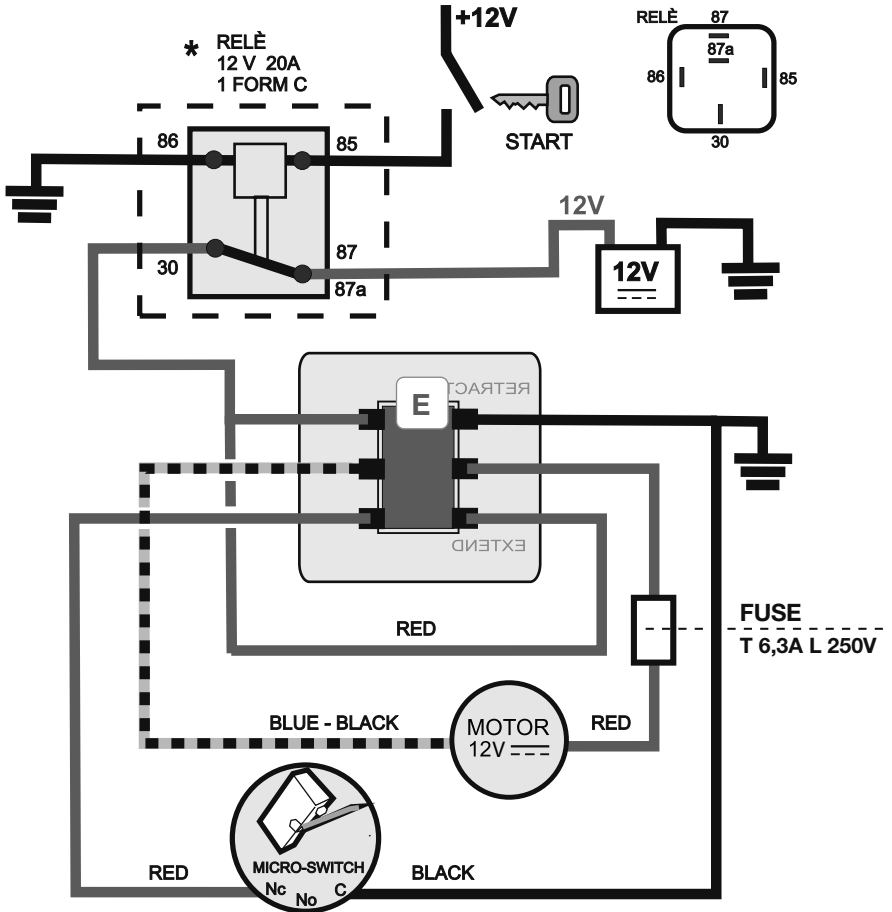 +12V
* RELÈ
12 V 20A
1 FORM C
START
RELÈ
87
87a
86
85
30
86
85
30
87
87a
12V
12V
RETRACT
E
EXTEND
RED
FUSE
T 6,3A L 250V
BLUE - BLACK
MOTOR
12V
RED
MICRO-SWITCH
Nc
No
C
RED
BLACK